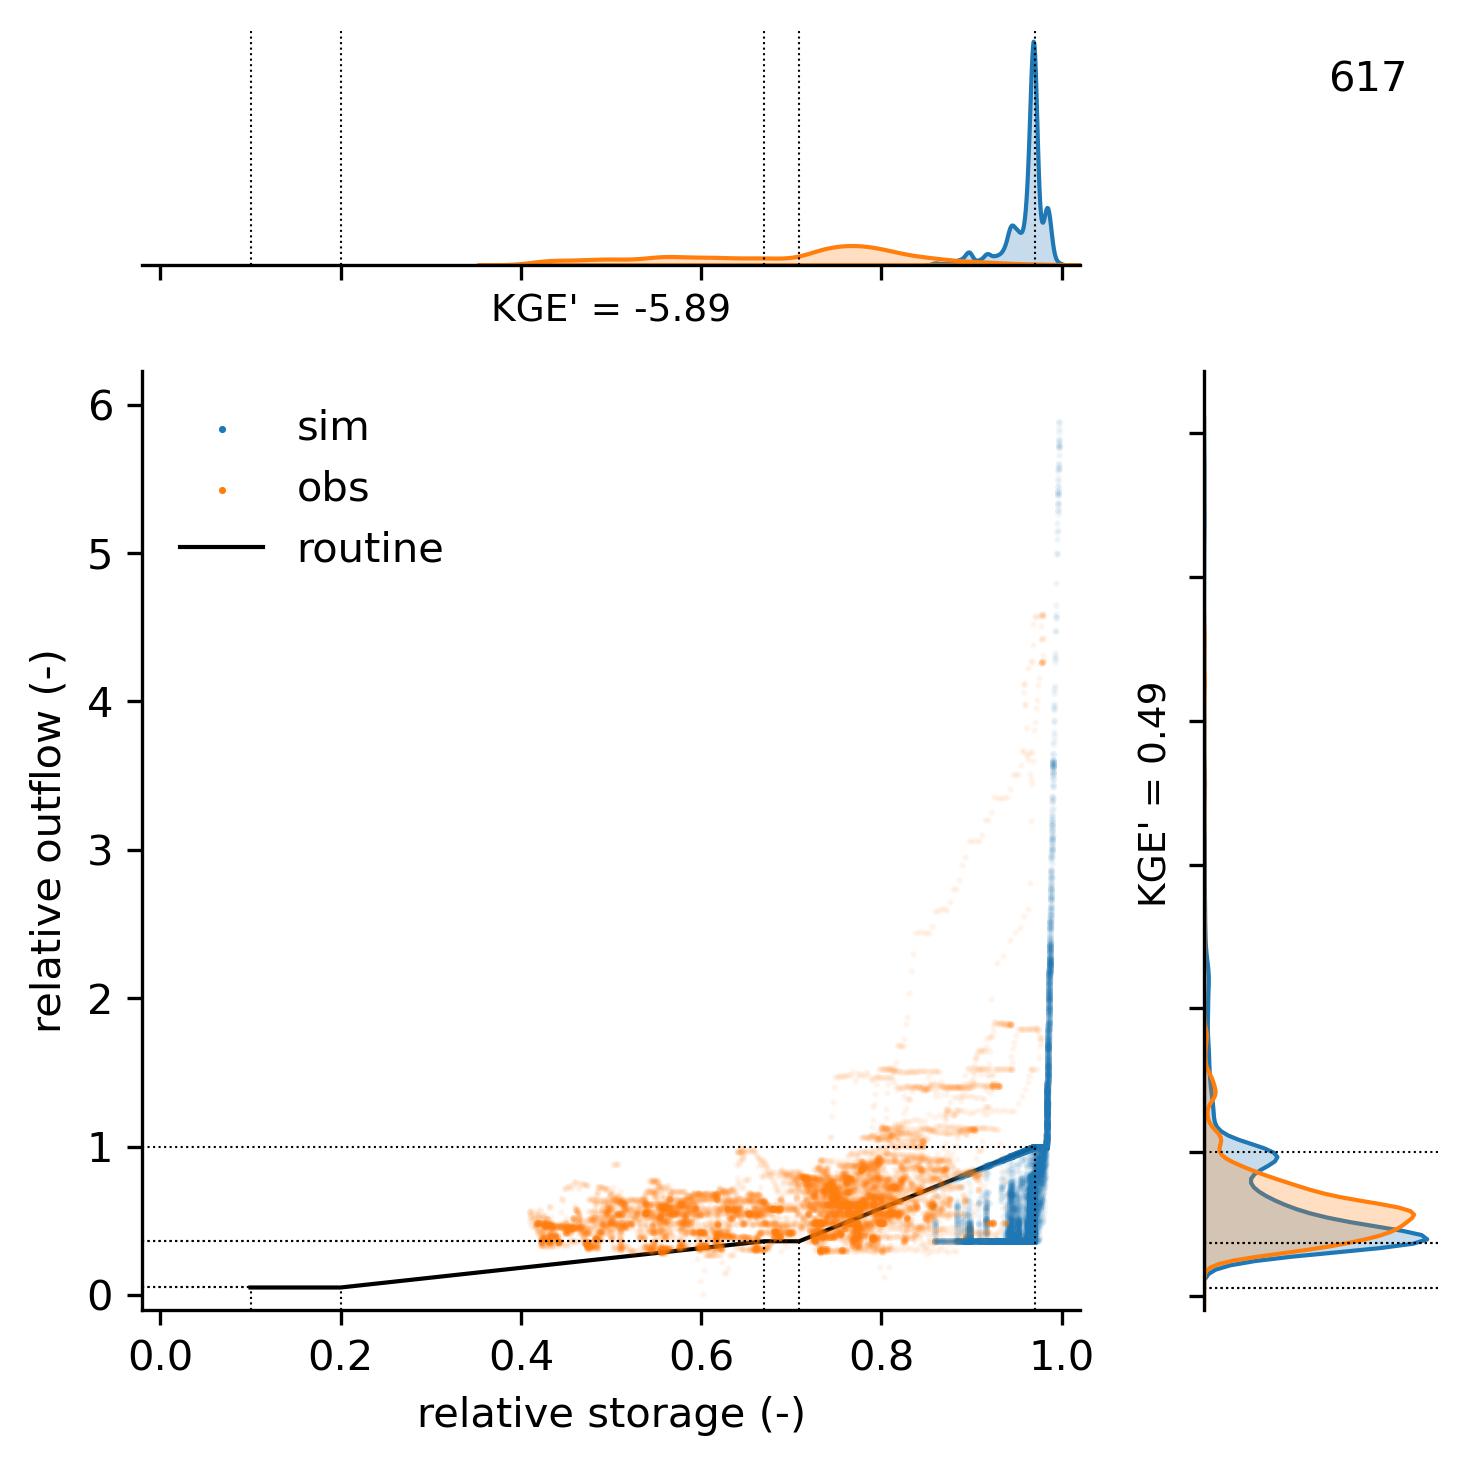 617
KGE' = -5.89
6
5
4
3
2
1
0
relative outflow (-)
sim
obs
routine
KGE' = 0.49
0.0 0.2 0.4 0.6 0.8 1.0
relative storage (-)